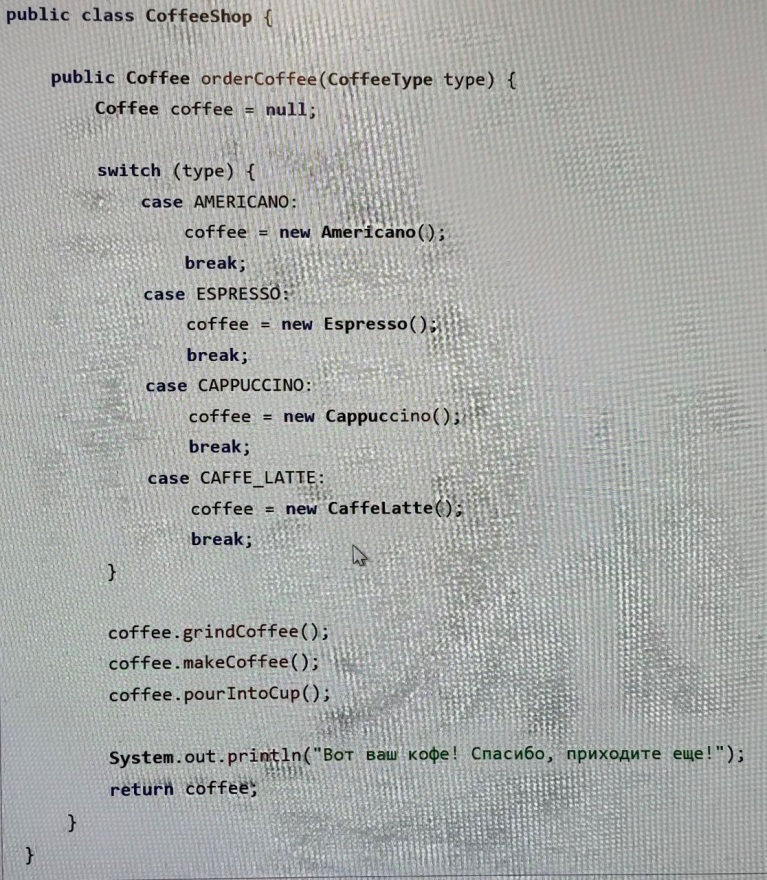 public class CoffeeShop {
public Coffee orderCoffee(CoffeeType type) {
Coffee coffee = null;
switch (type) {
case AMERICANO:
coffee = new Americano();
break;
case ESPRESSO:
coffee = new Espresso();
break;
case CAPPUCCINO:
coffee = new Cappuccino();
break;
case CAFFE_LATTE:
coffee = new CaffeLatte();
break;
}
coffee.grindCoffee();
coffee.makeCoffee();
coffee.pourIntoCup();
System.out.println("Вот ваш кофе! Спасибо, приходите еще!");
return coffee;
}
}